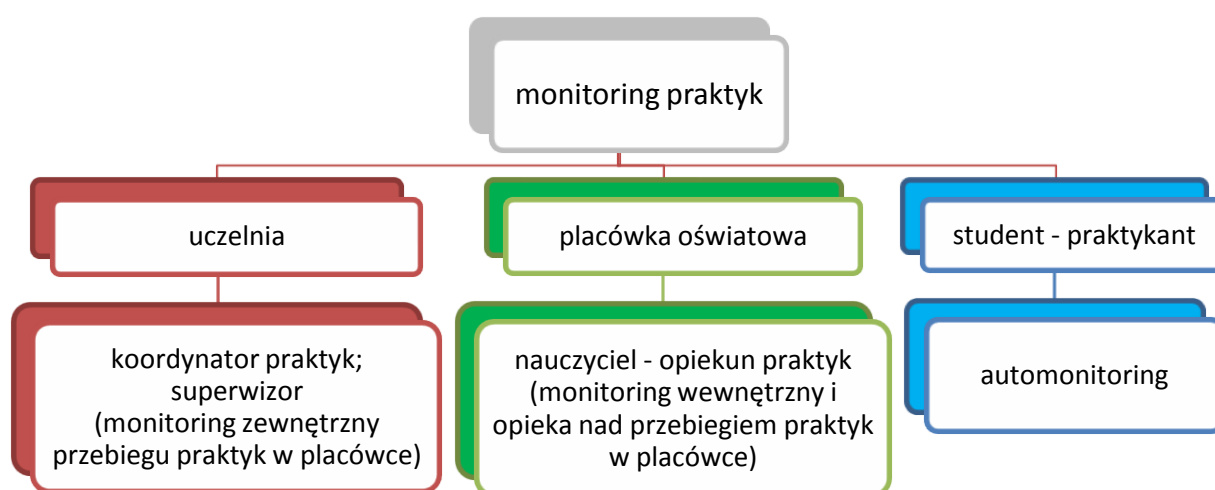 monitoring praktyk
uczelnia
placówka oświatowa
student - praktykant
koordynator praktyk;
superwizor
(monitoring zewnętrzny
przebiegu praktyk w placówce)
nauczyciel - opiekun praktyk
(monitoring wewnętrzny i
opieka nad przebiegiem praktyk
w placówce)
automonitoring